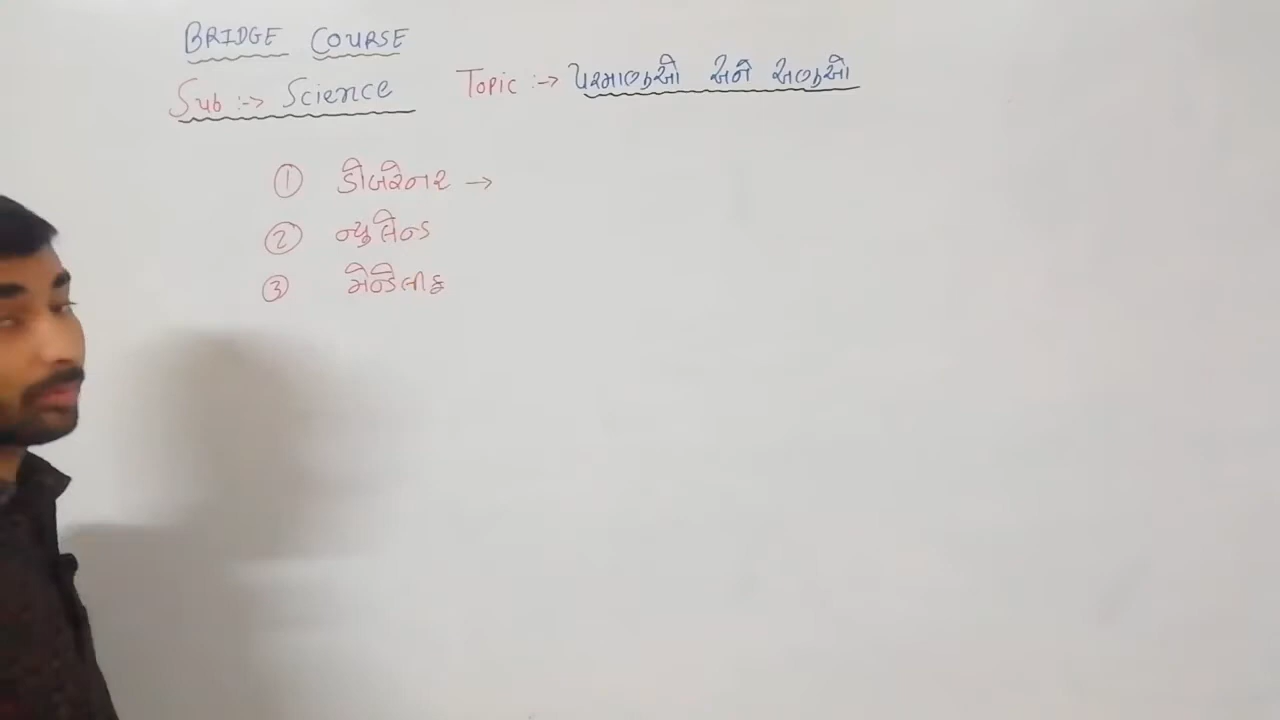 BRIDGE COURSE
Sub :-> Science Topic :-> પરમાણુઓ અને અણુઓ
① ડોબરેનર →
② ન્યુલેન્ડ
③ મેન્ડેલીફ